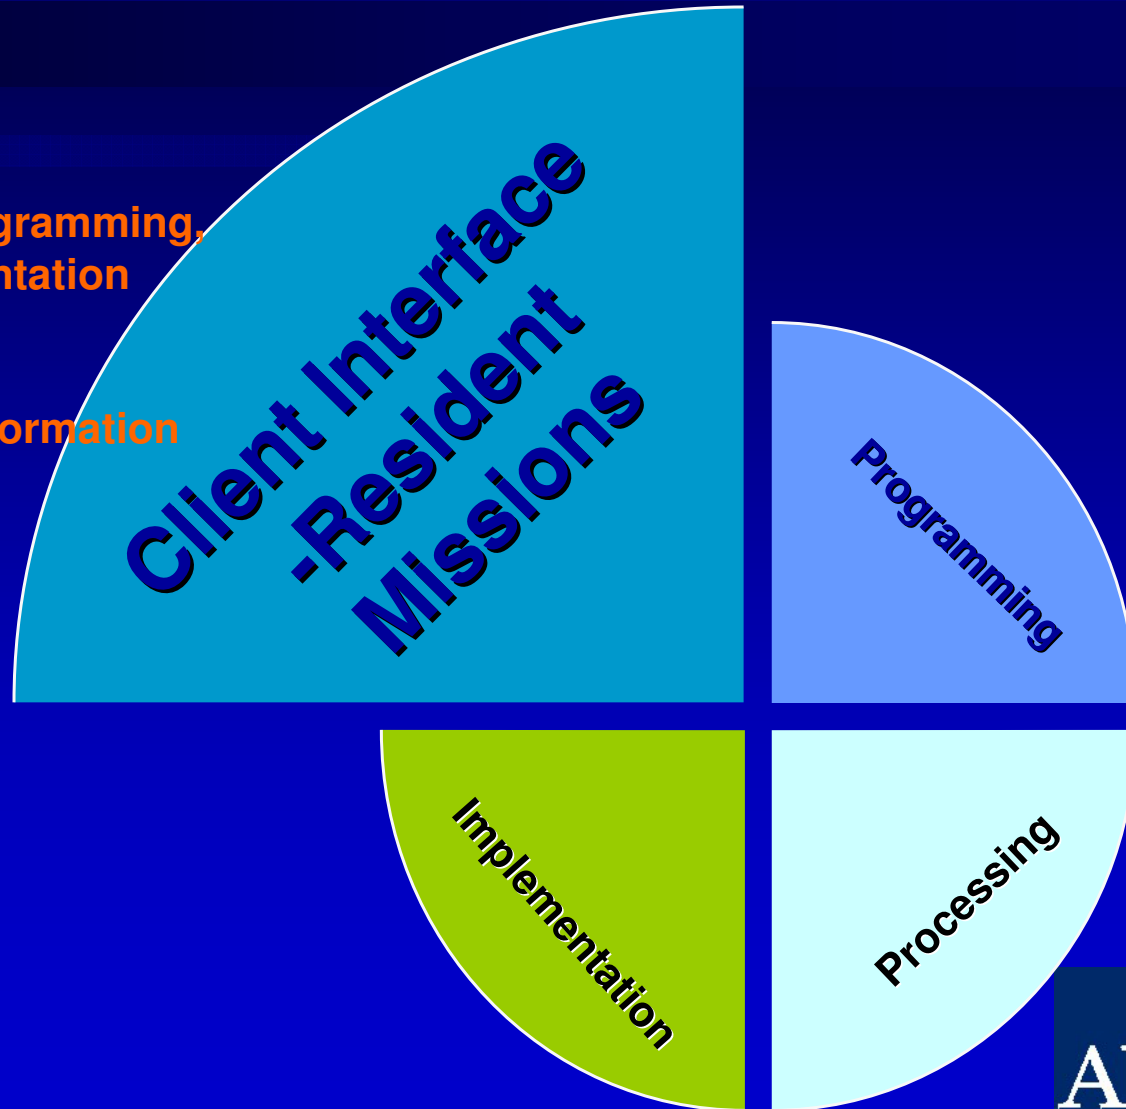 gramming,
ntation
ormation
Client Interface
-Resident
Missions
Programming
Implementation
Processing
A